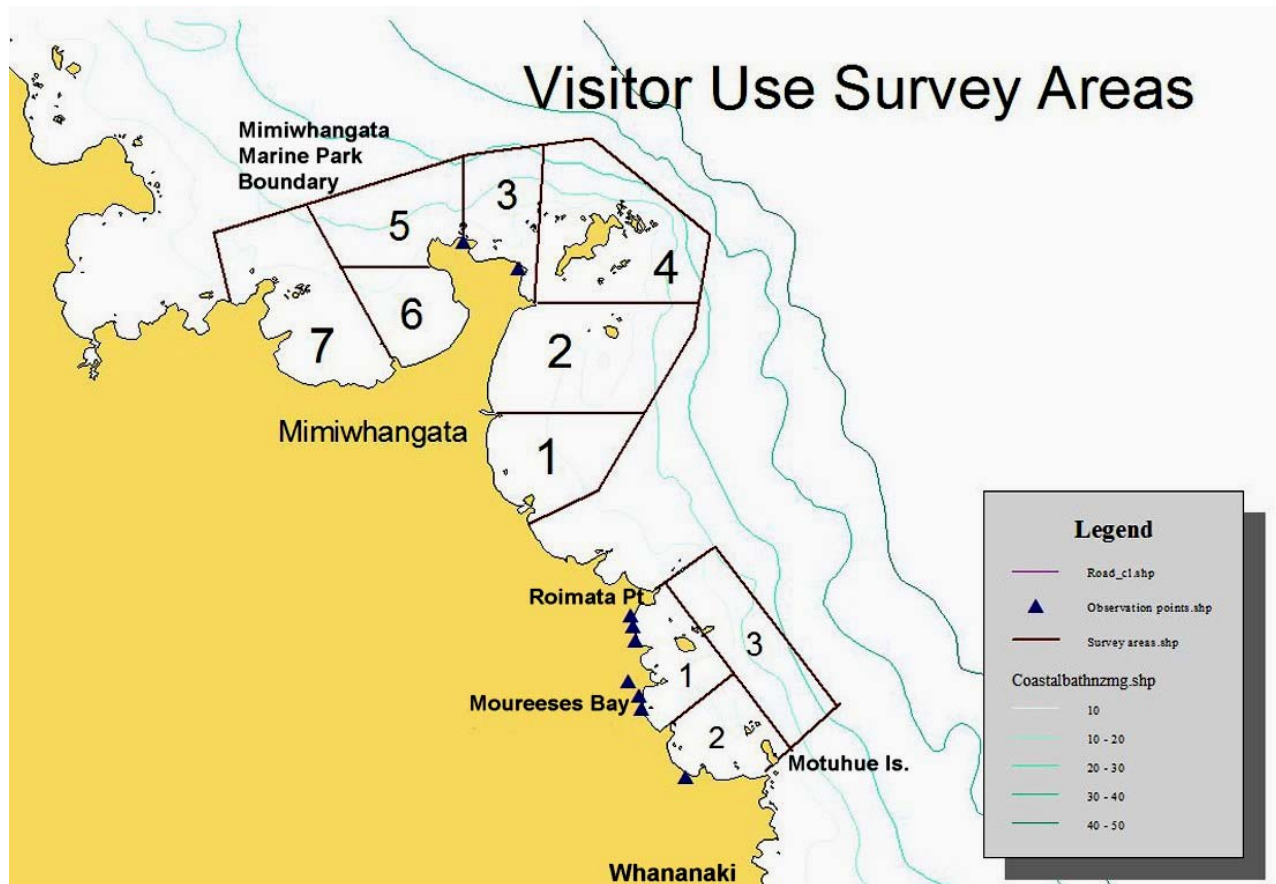 Visitor Use Survey Areas
Mimiwhangata
Marine Park
Boundary
3
5
4
6
7
2
Mimiwhangata
1
Roimata Pt
3
1
Moureeses Bay
2
Motuhue Is.
Whananaki
Legend
Road_cl.shp
Observation points.shp
Survey areas.shp
Coastalbathnzmg.shp
10
10 - 20
20 - 30
30 - 40
40 - 50